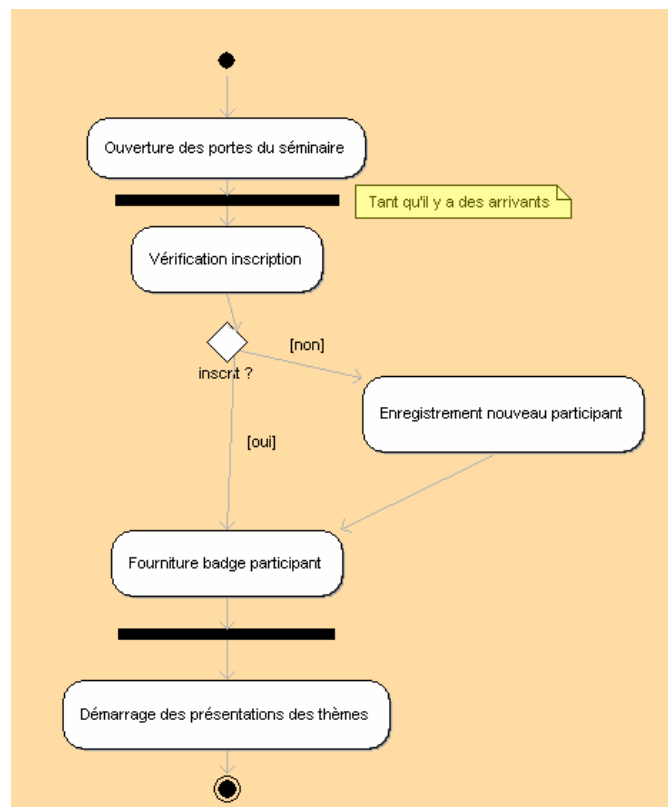 Ouverture des portes du séminaire
Tant qu'il y a des arrivants
Vérification inscription
[non]
inscrit ?
Enregistrement nouveau participant
[oui]
Fourniture badge participant
Démarrage des présentations des thèmes